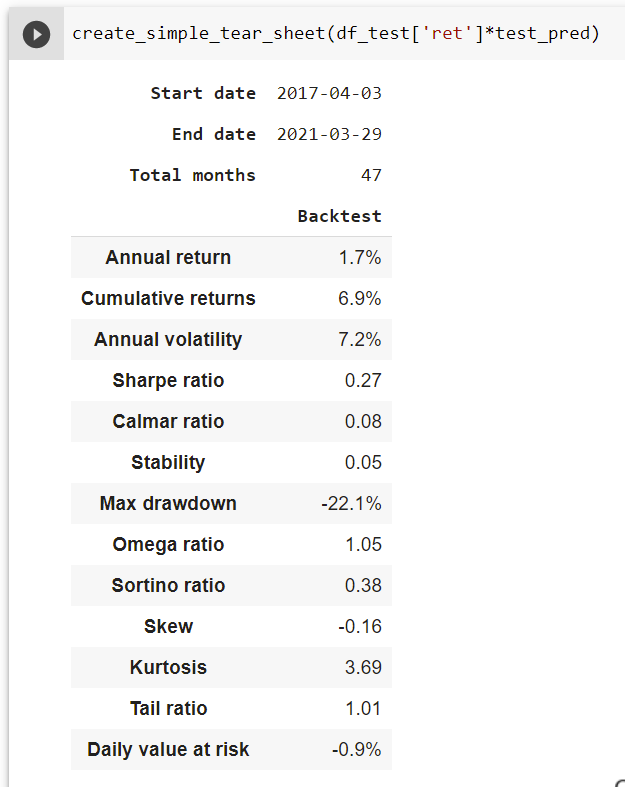 create_simple_tear_sheet(df_test['ret']*test_pred)
Start date 2017-04-03
End date 2021-03-29
Total months 47
Backtest
Annual return 1.7%
Cumulative returns 6.9%
Annual volatility 7.2%
Sharpe ratio 0.27
Calmar ratio 0.08
Stability 0.05
Max drawdown -22.1%
Omega ratio 1.05
Sortino ratio 0.38
Skew -0.16
Kurtosis 3.69
Tail ratio 1.01
Daily value at risk -0.9%